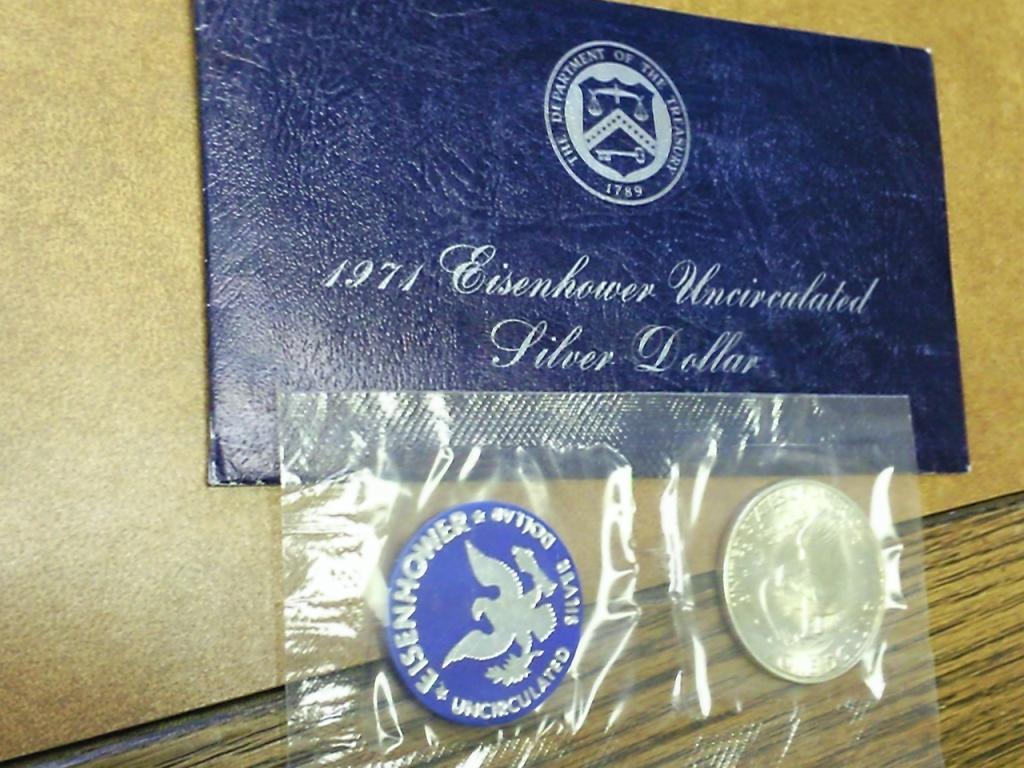 THE DEPARTMENT OF THE TREASURY
1789
1971 Eisenhower Uncirculated
Silver Dollar
EISENHOWER ★ SILVER DOLLAR
★ UNCIRCULATED